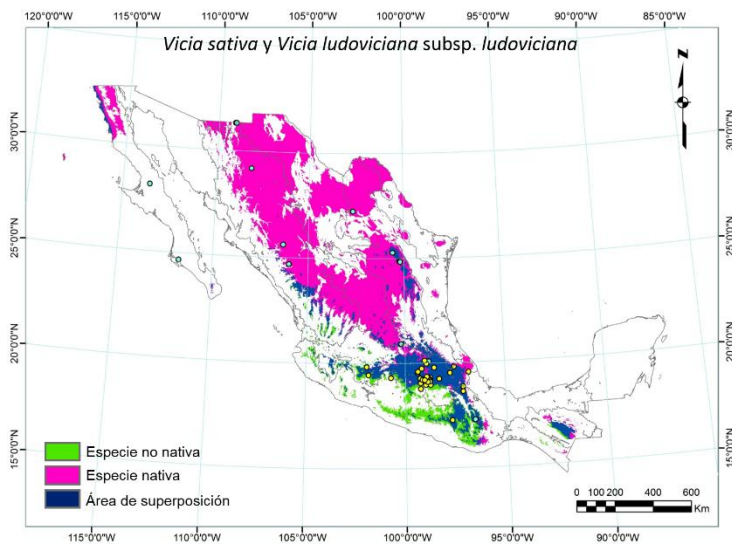 120°0'0"W 115°0'0"W 110°0'0"W 105°0'0"W 100°0'0"W 95°0'0"W 90°0'0"W 85°0'0"W
Vicia sativa y Vicia ludoviciana subsp. ludoviciana
N
30°0'0"N 30°0'0"N
25°0'0"N 25°0'0"N
20°0'0"N 20°0'0"N
15°0'0"N 15°0'0"N
Especie no nativa
Especie nativa
Área de superposición
0 100 200 400 600
Km
115°0'0"W 110°0'0"W 105°0'0"W 100°0'0"W 95°0'0"W 90°0'0"W